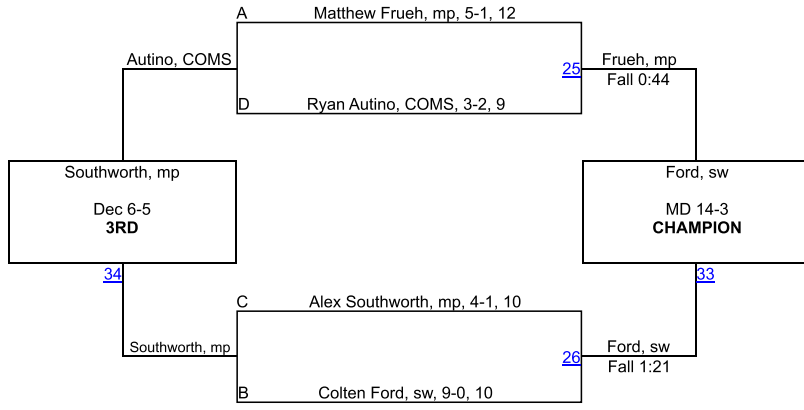 A
Matthew Frueh, mp, 5-1, 12
Autino, COMS
25
Frueh, mp
Fall 0:44
D
Ryan Autino, COMS, 3-2, 9
Southworth, mp
Dec 6-5
3RD
Ford, sw
MD 14-3
CHAMPION
34
33
C
Alex Southworth, mp, 4-1, 10
Southworth, mp
26
Ford, sw
Fall 1:21
B
Colten Ford, sw, 9-0, 10